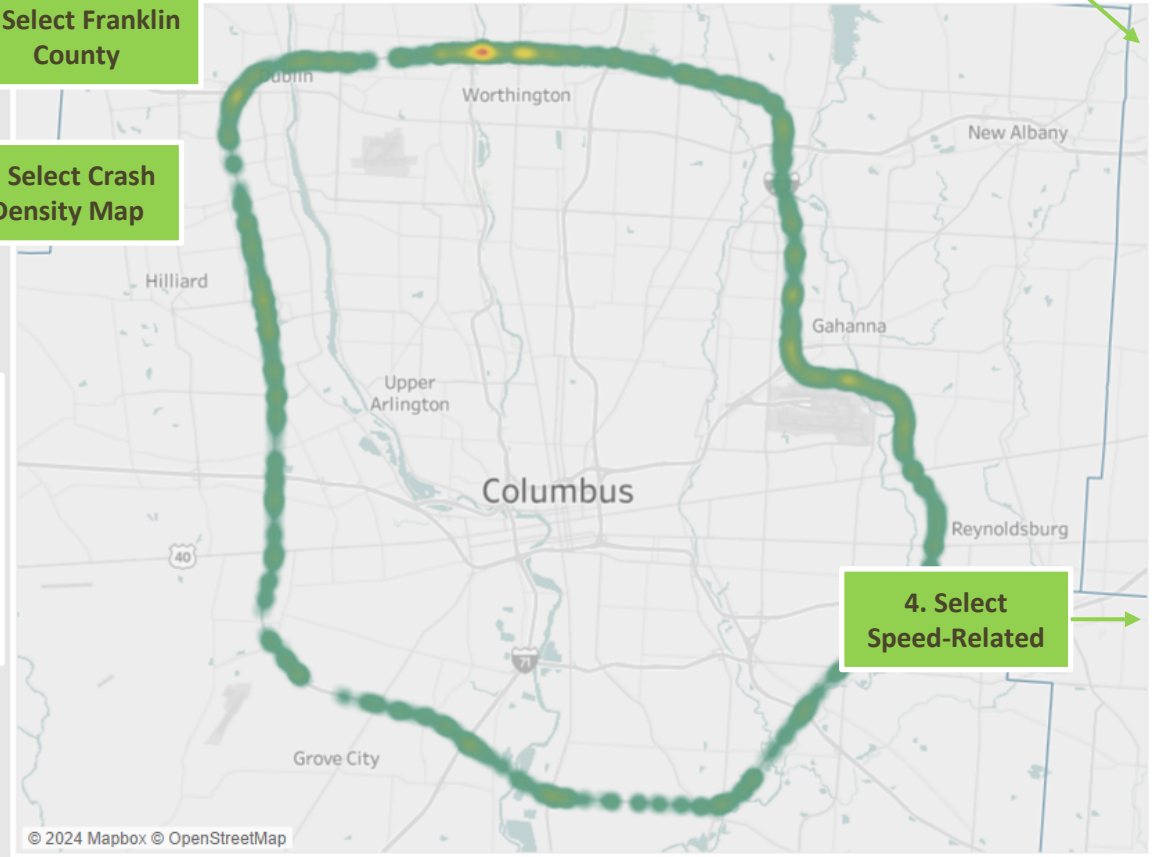 Select Franklin
County
Dublin
Worthington
New Albany
Select Crash
Density Map
Hilliard
Gahanna
Upper
Arlington
Columbus
Reynoldsburg
40
4. Select
Speed-Related
71
Grove City
© 2024 Mapbox © OpenStreetMap